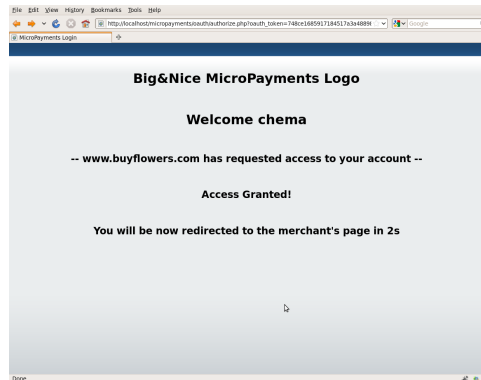 File Edit View History Bookmarks Tools Help
http://localhost/micropayments/oauth/authorize.php?oauth_token=748ce1685917184517a3a4889 Google
MicroPayments Login
Big&Nice MicroPayments Logo
Welcome chema
-- www.buyflowers.com has requested access to your account --
Access Granted!
You will be now redirected to the merchant's page in 2s
Done